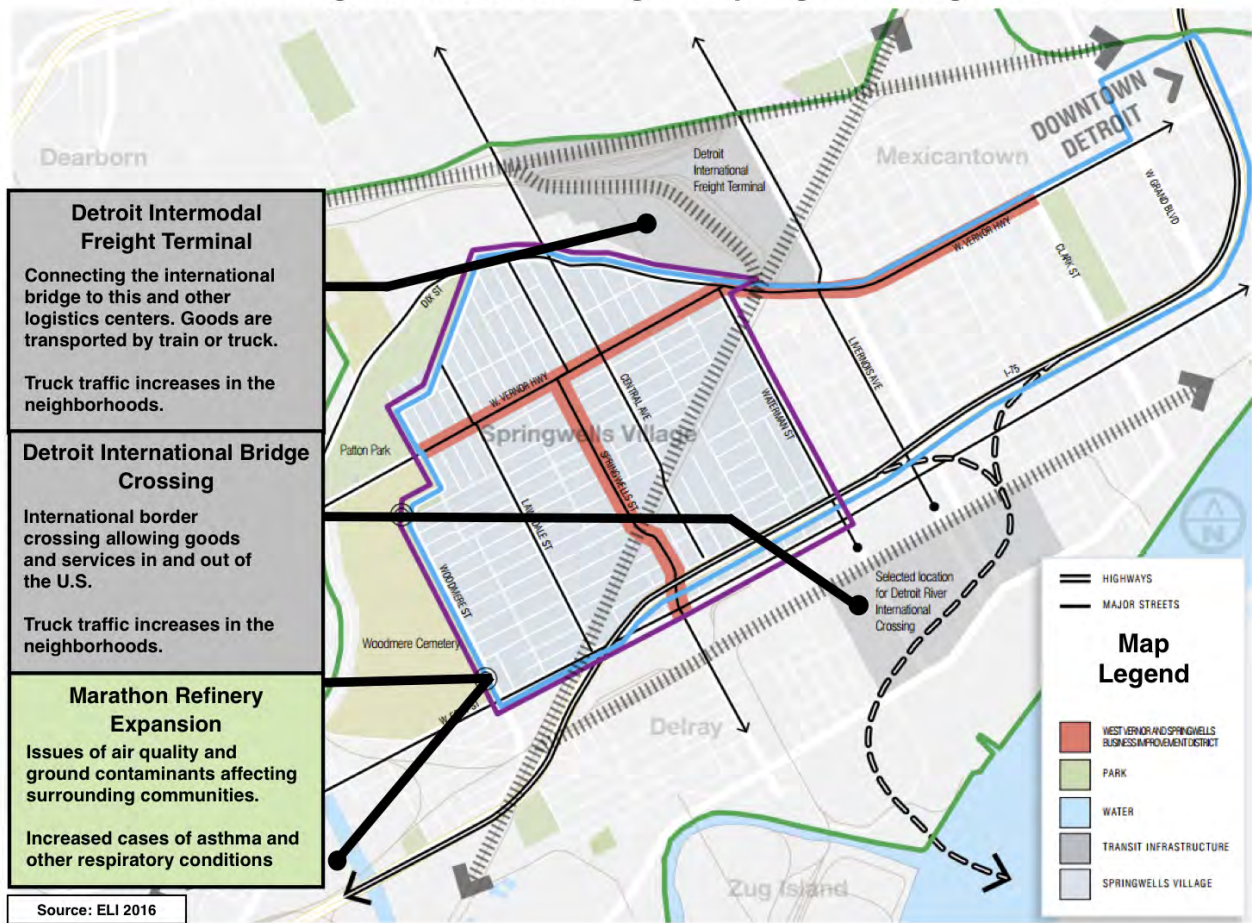 Dearborn
Mexicantown
DOWNTOWN
DETROIT
Detroit
International
Freight Terminal
Detroit Intermodal
Freight Terminal
Connecting the international
bridge to this and other
logistics centers. Goods are
transported by train or truck.
Truck traffic increases in the
neighborhoods.
Detroit International Bridge
Crossing
International border
crossing allowing goods
and services in and out of
the U.S.
Truck traffic increases in the
neighborhoods.
Marathon Refinery
Expansion
Issues of air quality and
ground contaminants affecting
surrounding communities.
Increased cases of asthma and
other respiratory conditions
Source: ELI 2016
DIX ST
W. VERNOR HWY
W. VERNOR HWY
CLARK ST
W GRAND BLVD
LIVERNOIS AVE
I-75
CENTRAL AVE
WATERMAN ST
Springwells Village
SPRINGWELLS ST
LAWNDALE ST
WOODMERE ST
Patton Park
Woodmere Cemetery
Delray
Zug Island
Selected location
for Detroit River
International
Crossing
N
HIGHWAYS
MAJOR STREETS
Map
Legend
WEST VERNOR AND SPRINGWELLS
BUSINESS IMPROVEMENT DISTRICT
PARK
WATER
TRANSIT INFRASTRUCTURE
SPRINGWELLS VILLAGE